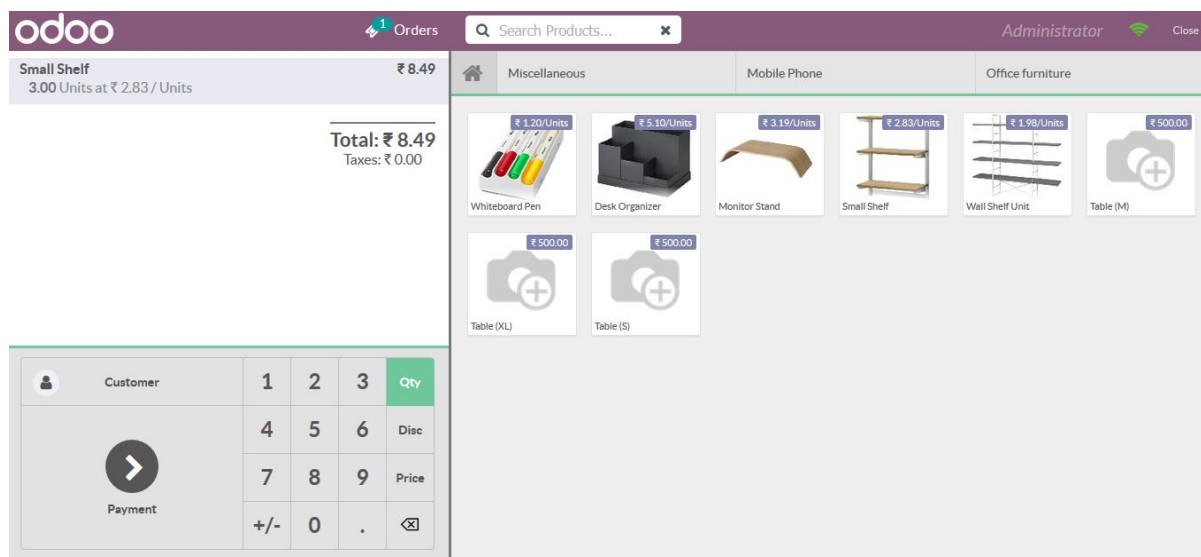 odoo
1 Orders
Search Products...
Administrator
Close
Small Shelf ₹ 8.49
3.00 Units at ₹ 2.83 / Units
Total: ₹ 8.49
Taxes: ₹ 0.00
Miscellaneous
Mobile Phone
Office furniture
₹ 1.20/Units
Whiteboard Pen
₹ 5.10/Units
Desk Organizer
₹ 3.19/Units
Monitor Stand
₹ 2.83/Units
Small Shelf
₹ 1.98/Units
Wall Shelf Unit
₹ 500.00
Table (M)
₹ 500.00
Table (XL)
₹ 500.00
Table (S)
Customer
1 2 3 Qty
4 5 6 Disc
7 8 9 Price
+/- 0 .
Payment